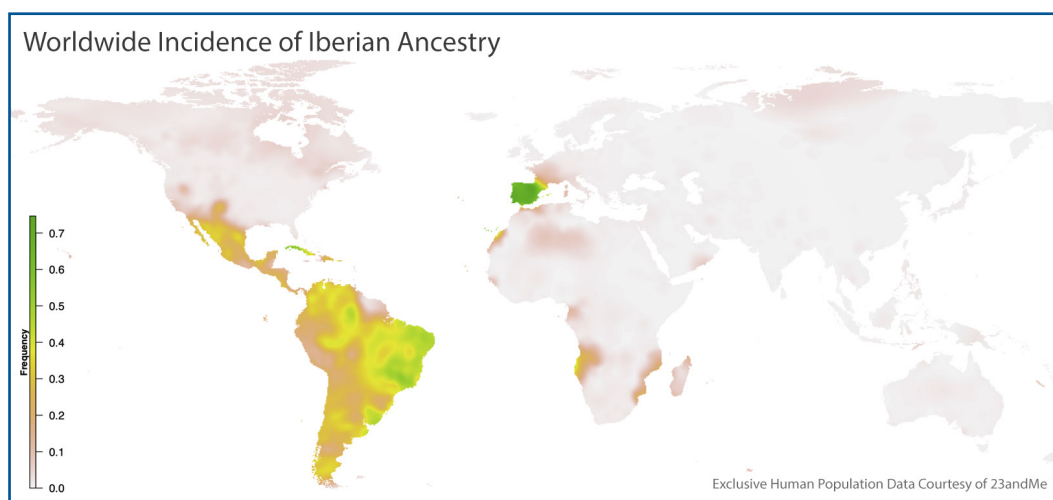 Worldwide Incidence of Iberian Ancestry
0.7
0.6
0.5
0.4
0.3
0.2
0.1
0.0
Frequency
Exclusive Human Population Data Courtesy of 23andMe